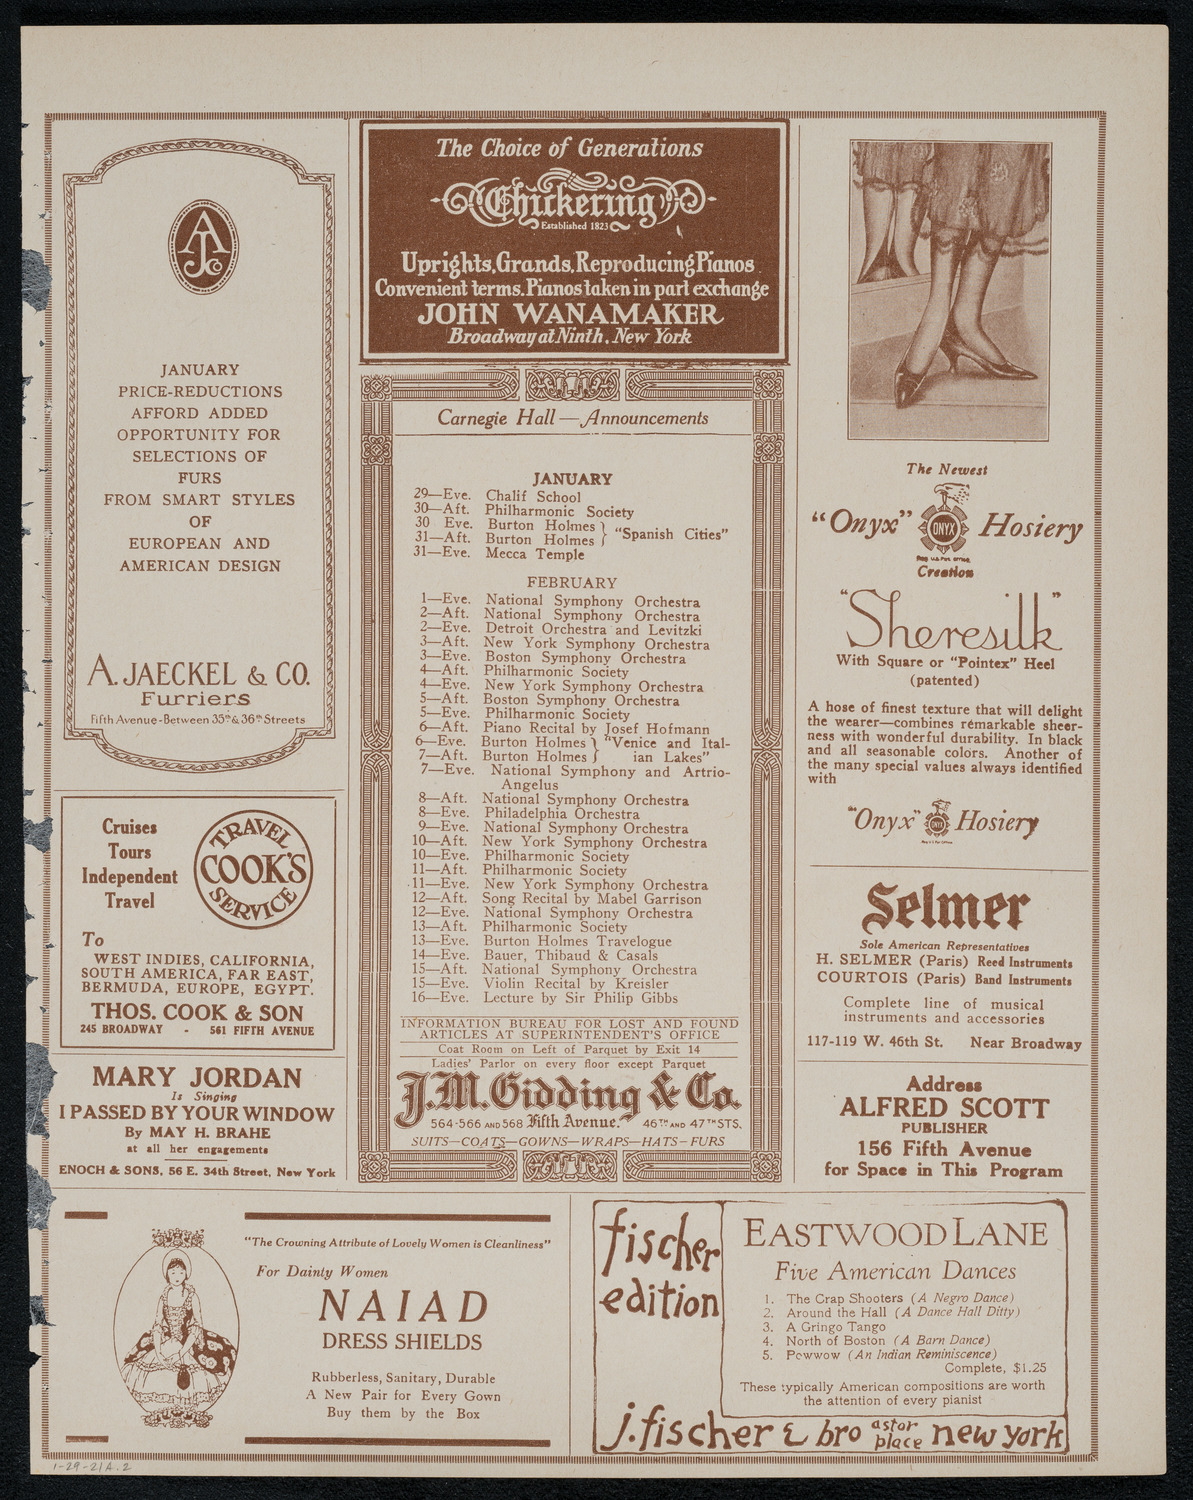 AJCo
JANUARY
PRICE-REDUCTIONS
AFFORD ADDED
OPPORTUNITY FOR
SELECTIONS OF
FURS
FROM SMART STYLES
OF
EUROPEAN AND
AMERICAN DESIGN
A. JAECKEL & CO.
Furriers
Fifth Avenue-Between 35th & 36th Streets
Cruises
Tours
Independent
Travel
TRAVEL
COOK'S
SERVICE
To
WEST INDIES, CALIFORNIA,
SOUTH AMERICA, FAR EAST,
BERMUDA, EUROPE, EGYPT.
THOS. COOK & SON
245 BROADWAY - 561 FIFTH AVENUE
MARY JORDAN
Is Singing
I PASSED BY YOUR WINDOW
By MAY H. BRAHE
at all her engagements
ENOCH & SONS, 56 E. 34th Street, New York
The Choice of Generations
Chickering
Established 1823
Uprights, Grands, Reproducing Pianos
Convenient terms. Pianos taken in part exchange
JOHN WANAMAKER
Broadway at Ninth, New York
Carnegie Hall — Announcements
JANUARY
29—Eve. Chalif School
30—Aft. Philharmonic Society
30 Eve. Burton Holmes } "Spanish Cities"
31—Aft. Burton Holmes }
31—Eve. Mecca Temple
FEBRUARY
1—Eve. National Symphony Orchestra
2—Aft. National Symphony Orchestra
2—Eve. Detroit Orchestra and Levitzki
3—Aft. New York Symphony Orchestra
3—Eve. Boston Symphony Orchestra
4—Aft. Philharmonic Society
4—Eve. New York Symphony Orchestra
5—Aft. Boston Symphony Orchestra
5—Eve. Philharmonic Society
6—Aft. Piano Recital by Josef Hofmann
6—Eve. Burton Holmes } "Venice and Ital-
7—Aft. Burton Holmes } ian Lakes"
7—Eve. National Symphony and Artrio-
Angelus
8—Aft. National Symphony Orchestra
8—Eve. Philadelphia Orchestra
9—Eve. National Symphony Orchestra
10—Aft. New York Symphony Orchestra
10—Eve. Philharmonic Society
11—Aft. Philharmonic Society
11—Eve. New York Symphony Orchestra
12—Aft. Song Recital by Mabel Garrison
12—Eve. National Symphony Orchestra
13—Aft. Philharmonic Society
13—Eve. Burton Holmes Travelogue
14—Eve. Bauer, Thibaud & Casals
15—Aft. National Symphony Orchestra
15—Eve. Violin Recital by Kreisler
16—Eve. Lecture by Sir Philip Gibbs
INFORMATION BUREAU FOR LOST AND FOUND
ARTICLES AT SUPERINTENDENT'S OFFICE
Coat Room on Left of Parquet by Exit 14
Ladies' Parlor on every floor except Parquet
J.M. Gidding & Co.
564-566 AND 568 Fifth Avenue. 46TH AND 47TH STS.
SUITS—COATS—GOWNS—WRAPS—HATS—FURS
The Newest
"Onyx" ONYX Hosiery
Reg. U.S. Pat. Office
Creation
"Sheresilk"
With Square or "Pointex" Heel
(patented)
A hose of finest texture that will delight
the wearer—combines remarkable sheer-
ness with wonderful durability. In black
and all seasonable colors. Another of
the many special values always identified
with
"Onyx" Hosiery
Selmer
Sole American Representatives
H. SELMER (Paris) Reed Instruments
COURTOIS (Paris) Band Instruments
Complete line of musical
instruments and accessories
117-119 W. 46th St. Near Broadway
Address
ALFRED SCOTT
PUBLISHER
156 Fifth Avenue
for Space in This Program
"The Crowning Attribute of Lovely Women is Cleanliness"
For Dainty Women
NAIAD
DRESS SHIELDS
Rubberless, Sanitary, Durable
A New Pair for Every Gown
Buy them by the Box
fischer
edition
EASTWOOD LANE
Five American Dances
1. The Crap Shooters (A Negro Dance)
2. Around the Hall (A Dance Hall Ditty)
3. A Gringo Tango
4. North of Boston (A Barn Dance)
5. Powwow (An Indian Reminiscence)
Complete, $1.25
These typically American compositions are worth
the attention of every pianist
j. fischer & bro astor place new york
1-29-21A.2